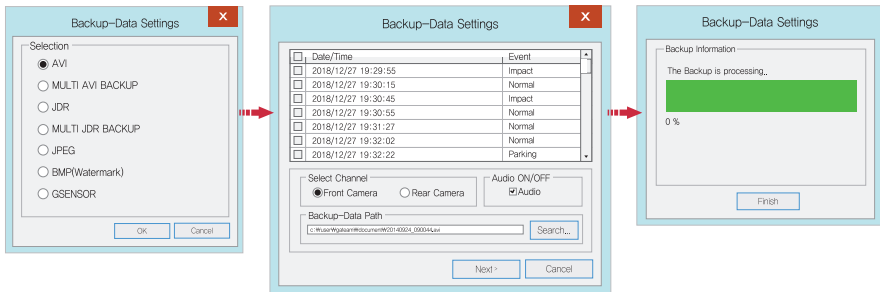 Backup-Data Settings
X
Selection
AVI
MULTI AVI BACKUP
JDR
MULTI JDR BACKUP
JPEG
BMP(Watermark)
GSENSOR
OK
Cancel
Backup-Data Settings
X
Date/Time Event
2018/12/27 19:29:55 Impact
2018/12/27 19:30:15 Normal
2018/12/27 19:30:45 Impact
2018/12/27 19:30:55 Normal
2018/12/27 19:31:27 Normal
2018/12/27 19:32:02 Normal
2018/12/27 19:32:22 Parking
Select Channel
Front Camera Rear Camera
Audio ON/OFF
Audio
Backup-Data Path
Search...
Next>
Cancel
Backup-Data Settings
Backup Information
The Backup is processing..
0 %
Finish